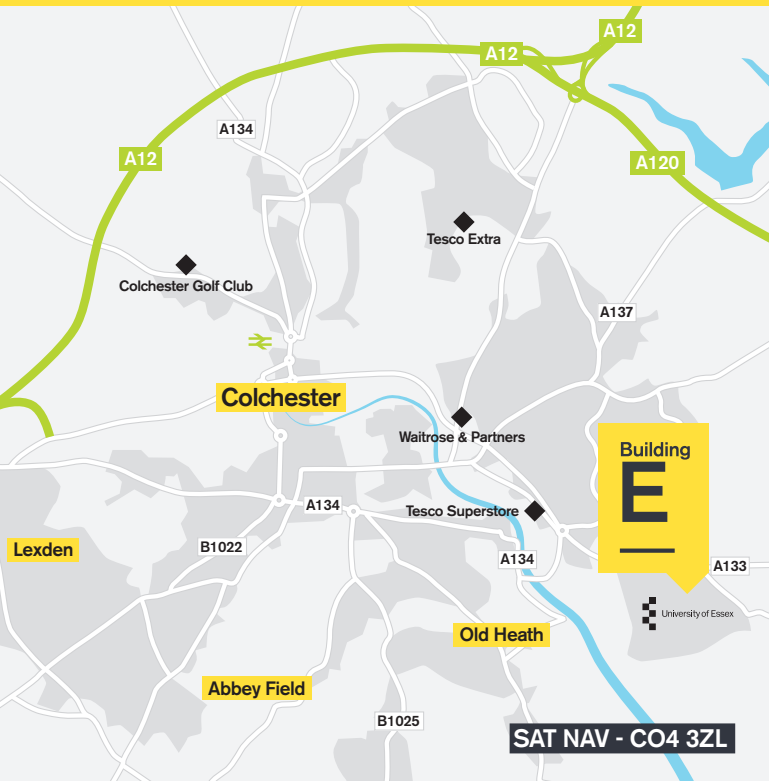 A12
A12
A134
A12
A120
Tesco Extra
Colchester Golf Club
A137
Colchester
Waitrose & Partners
Building
E
A134
Tesco Superstore
Lexden
B1022
A134
A133
University of Essex
Old Heath
Abbey Field
B1025
SAT NAV - CO4 3ZL